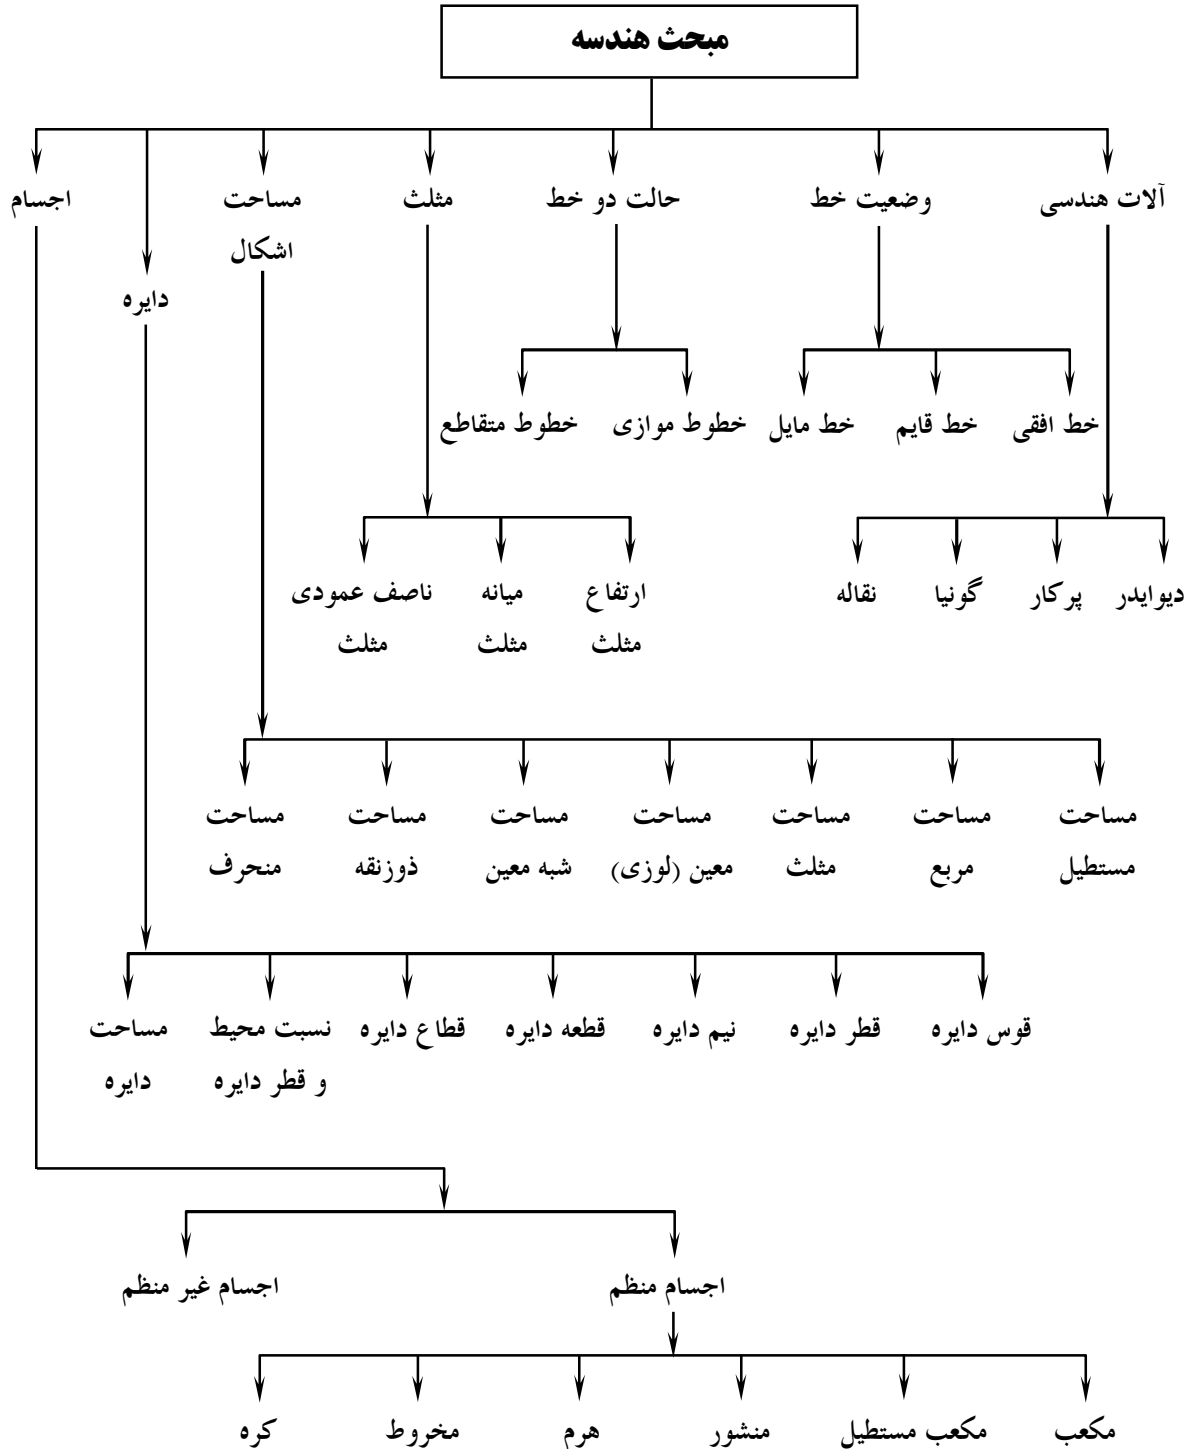 مبحث هندسه
آلات هندسی
وضعیت خط
حالت دو خط
مثلث
مساحت
اشکال
دایره
اجسام
خط افقی
خط قایم
خط مایل
خطوط موازی
خطوط متقاطع
دیوایدر
پرکار
گونیا
نقاله
ارتفاع
مثلث
میانه
مثلث
ناصف عمودی
مثلث
مساحت
مستطیل
مساحت
مربع
مساحت
مثلث
مساحت
معین (لوزی)
مساحت
شبه معین
مساحت
ذوزنقه
مساحت
منحرف
قوس دایره
قطر دایره
نیم دایره
قطعه دایره
قطاع دایره
نسبت محیط
و قطر دایره
مساحت
دایره
اجسام منظم
اجسام غیر منظم
مکعب
مکعب مستطیل
منشور
هرم
مخروط
کره